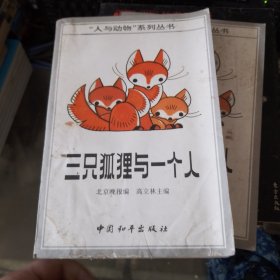 “人与动物”系列丛书
三只狐狸与一个人
北京晚报编 高立林主编
中国和平出版社